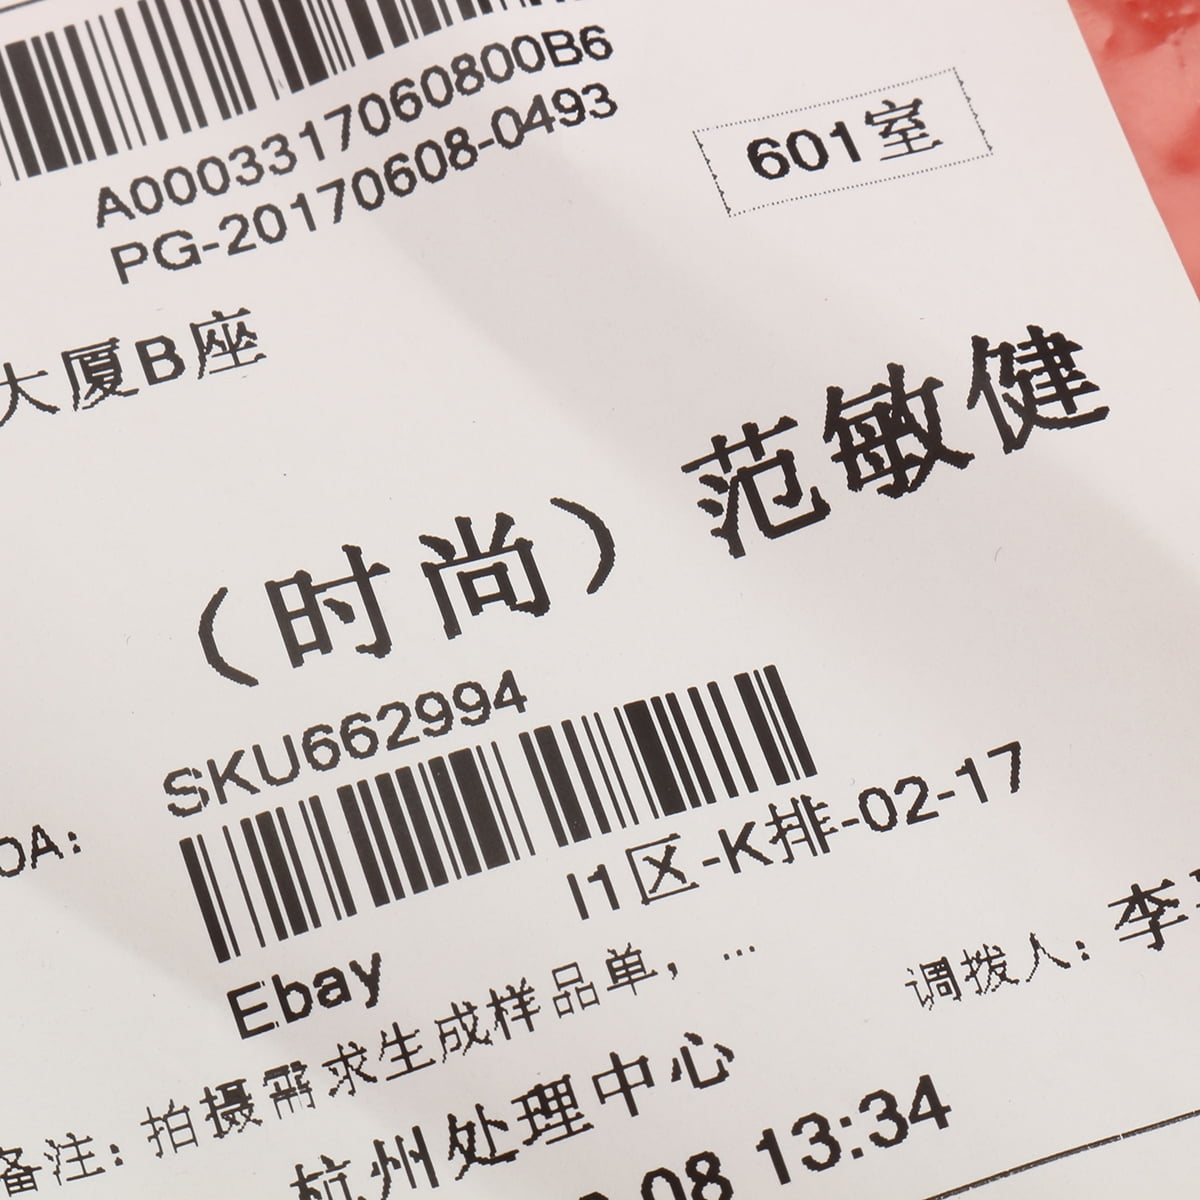 A0003317060800B6
PG-20170608-0493
601室
大厦B座
（时尚）范敏健
SKU662994
OA:
I1区-K排-02-17
Ebay
调拨人：李
备注：拍摄需求生成样品单，...
杭州处理中心
08 13:34